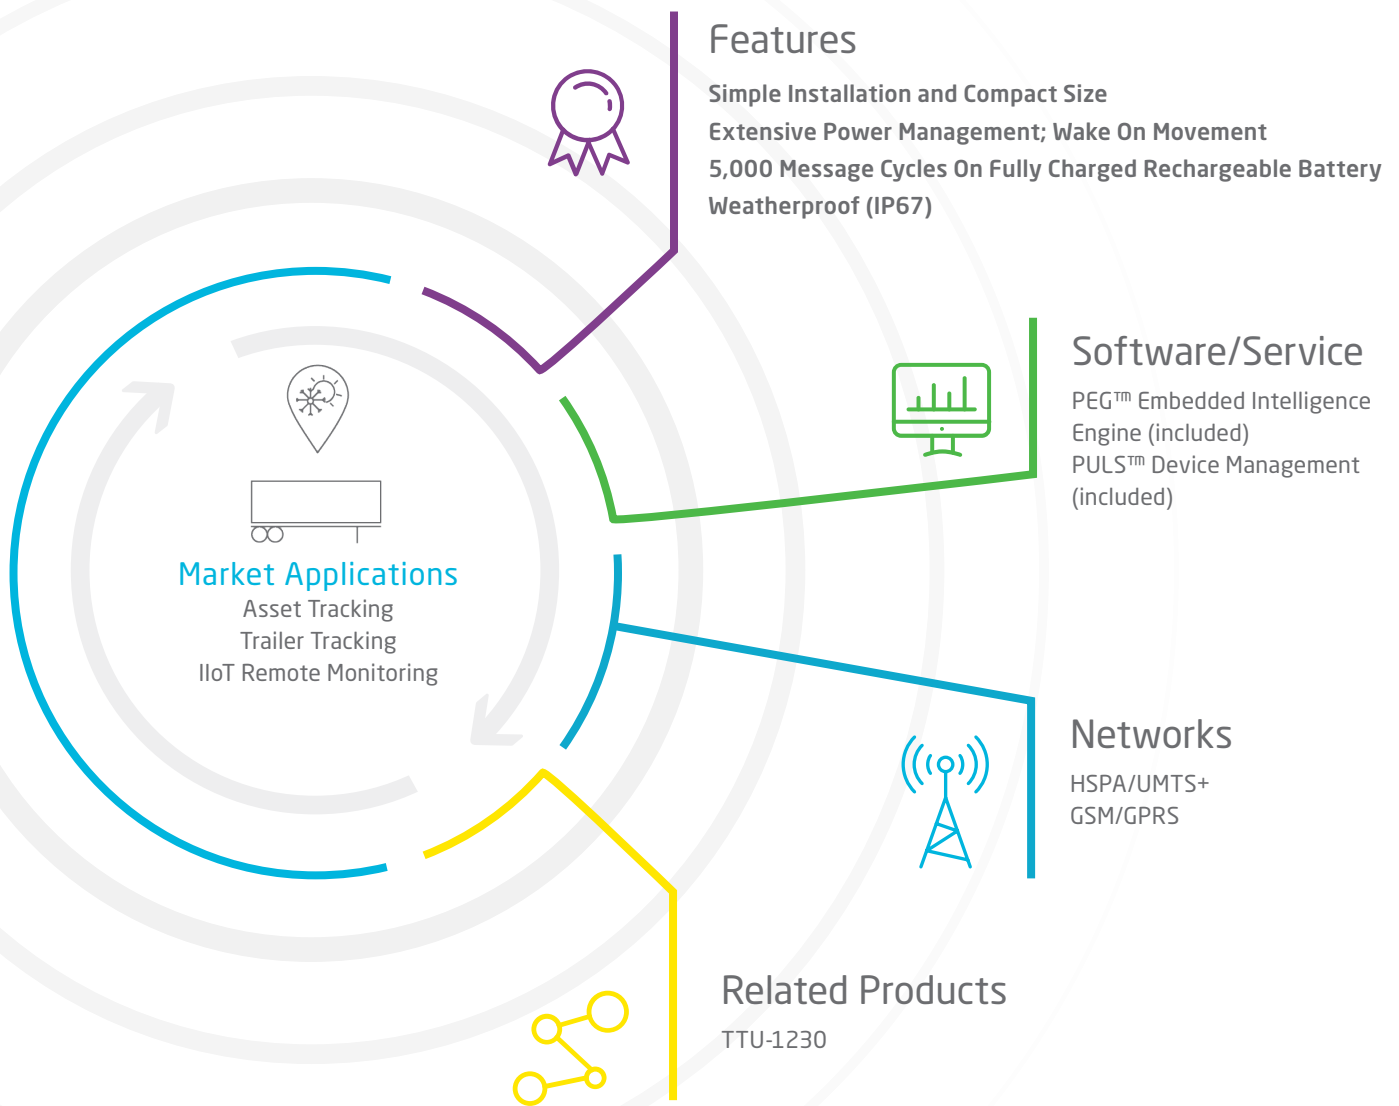 Features
Simple Installation and Compact Size
Extensive Power Management; Wake On Movement
5,000 Message Cycles On Fully Charged Rechargeable Battery
Weatherproof (IP67)
Software/Service
PEG™ Embedded Intelligence
Engine (included)
PULS™ Device Management
(included)
Market Applications
Asset Tracking
Trailer Tracking
IIoT Remote Monitoring
Networks
HSPA/UMTS+
GSM/GPRS
Related Products
TTU-1230